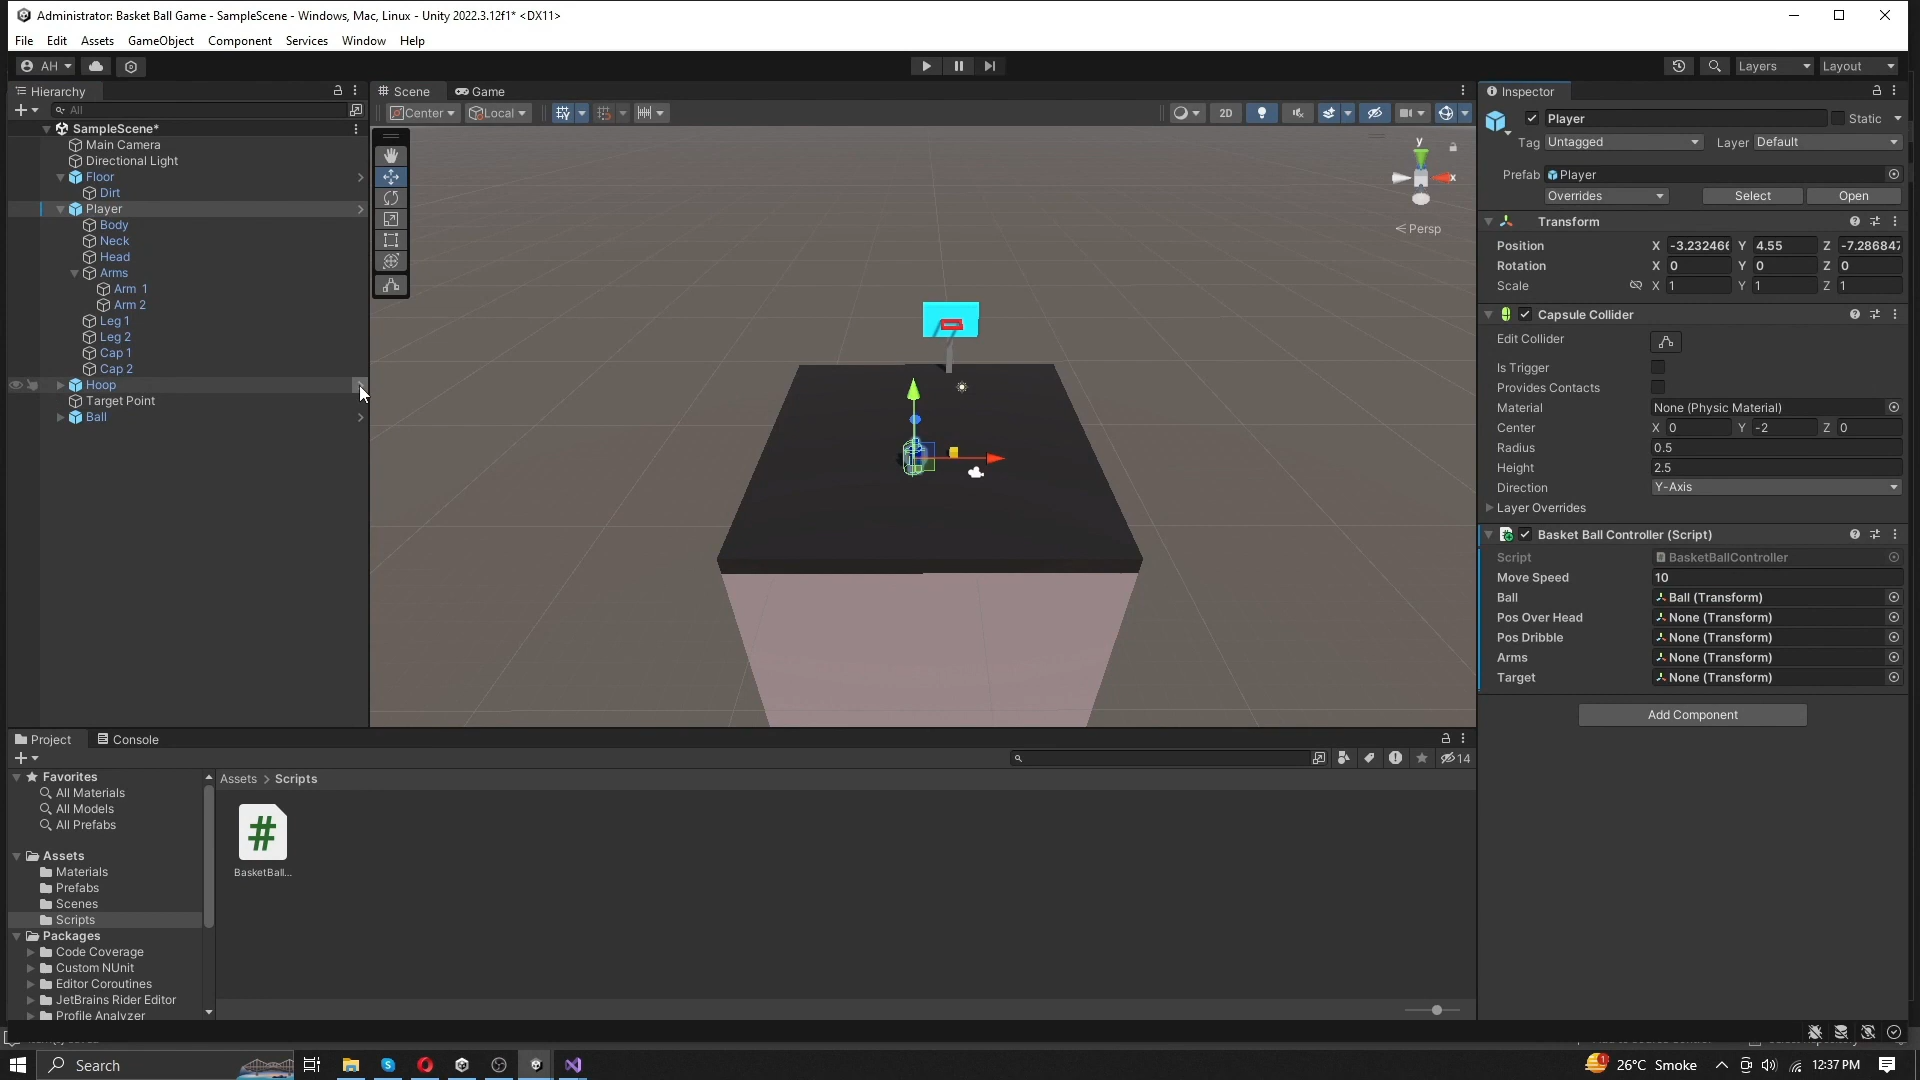 Administrator: Basket Ball Game - SampleScene - Windows, Mac, Linux - Unity 2022.3.12f1* <DX11>
File Edit Assets GameObject Component Services Window Help
AH Layers Layout
Hierarchy
All
SampleScene*
Main Camera
Directional Light
Floor
Dirt
Player
Body
Neck
Head
Arms
Arm 1
Arm 2
Leg 1
Leg 2
Cap 1
Cap 2
Hoop
Target Point
Ball
Scene Game
Center Local 2D
y
x
Persp
Inspector
Player Static
Tag Untagged Layer Default
Prefab Player
Overrides Select Open
Transform
Position X -3.232466 Y 4.55 Z -7.286847
Rotation X 0 Y 0 Z 0
Scale X 1 Y 1 Z 1
Capsule Collider
Edit Collider
Is Trigger
Provides Contacts
Material None (Physic Material)
Center X 0 Y -2 Z 0
Radius 0.5
Height 2.5
Direction Y-Axis
Layer Overrides
Basket Ball Controller (Script)
Script BasketBallController
Move Speed 10
Ball Ball (Transform)
Pos Over Head None (Transform)
Pos Dribble None (Transform)
Arms None (Transform)
Target None (Transform)
Add Component
Project Console
14
Favorites
All Materials
All Models
All Prefabs
Assets
Materials
Prefabs
Scenes
Scripts
Packages
Code Coverage
Custom NUnit
Editor Coroutines
JetBrains Rider Editor
Profile Analyzer
Assets > Scripts
#
BasketBall...
Search
26°C Smoke 12:37 PM